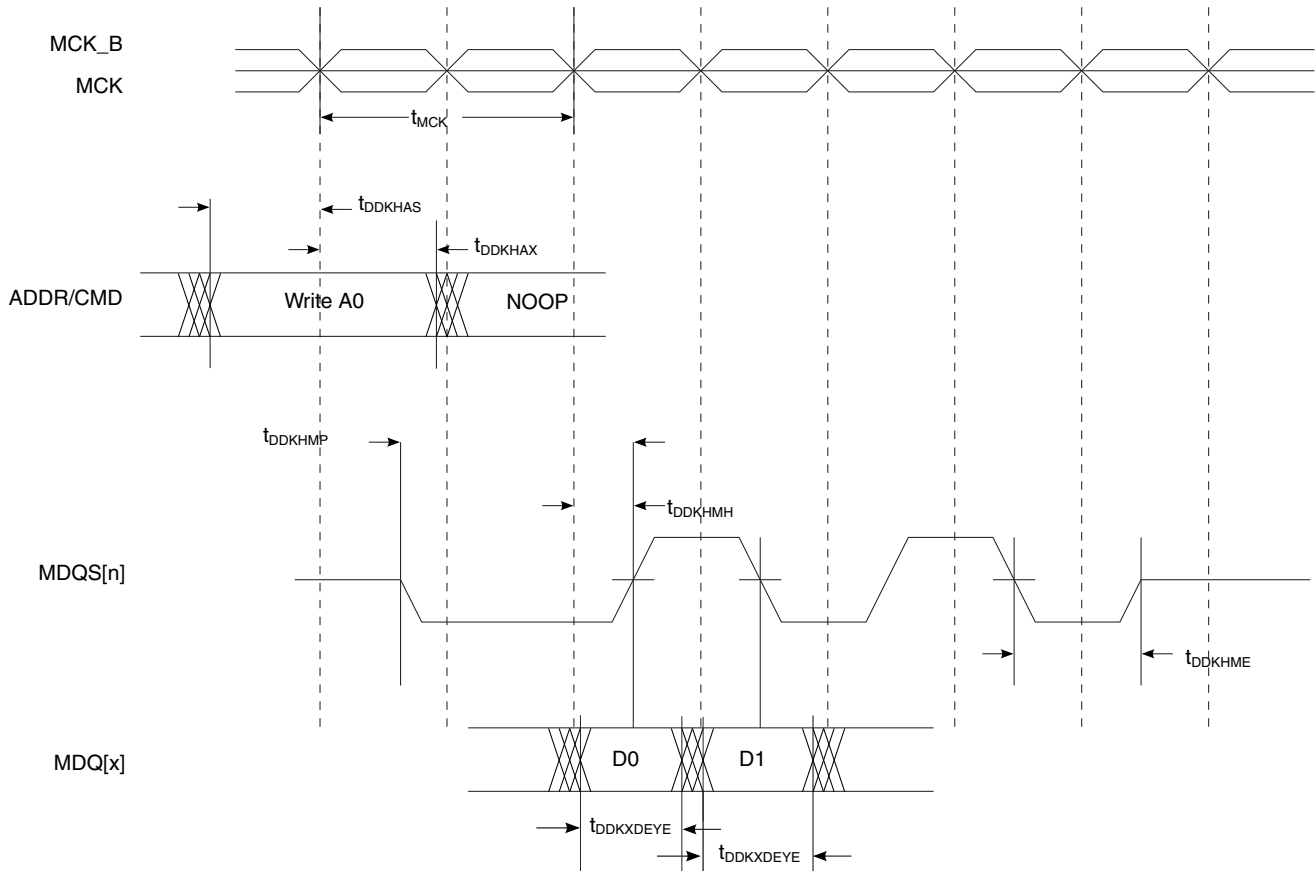 MCK_B
MCK
tMCK
tDDKHAS
tDDKHAX
ADDR/CMD
Write A0
NOOP
tDDKHMP
tDDKHMH
MDQS[n]
tDDKHME
MDQ[x]
D0
D1
tDDKXDEYE
tDDKXDEYE